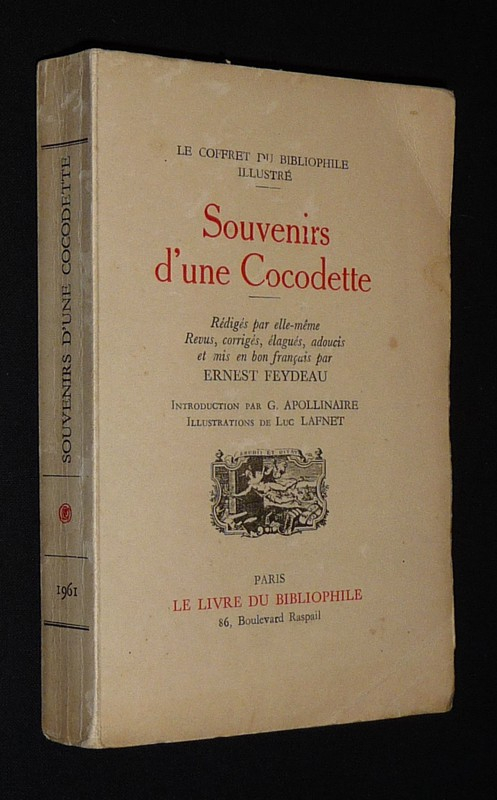 LE COFFRET DU BIBLIOPHILE
ILLUSTRÉ
Souvenirs
d'une Cocodette
Rédigés par elle-même
Revus, corrigés, élagués, adoucis
et mis en bon français par
ERNEST FEYDEAU
INTRODUCTION PAR G. APOLLINAIRE
ILLUSTRATIONS DE LUC LAFNET
PARIS
LE LIVRE DU BIBLIOPHILE
86, Boulevard Raspail
SOUVENIRS D'UNE COCODETTE
1961